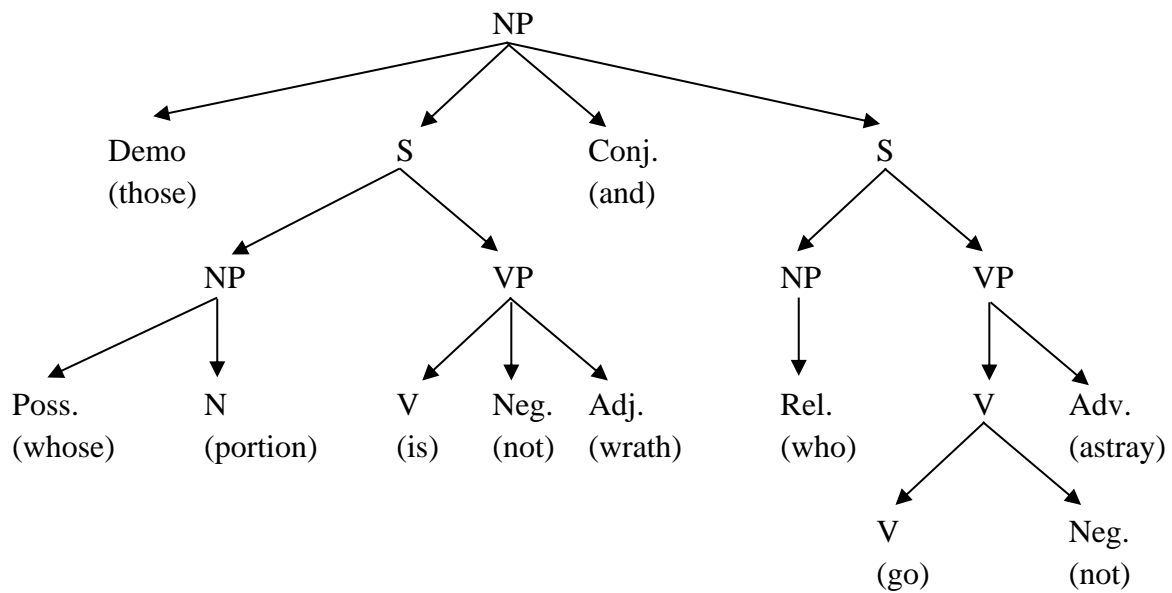 NP
Demo S Conj. S
(those) (and)
NP VP NP VP
Poss. N V Neg. Adj. Rel. V Adv.
(whose) (portion) (is) (not) (wrath) (who) (astray)
V Neg.
(go) (not)